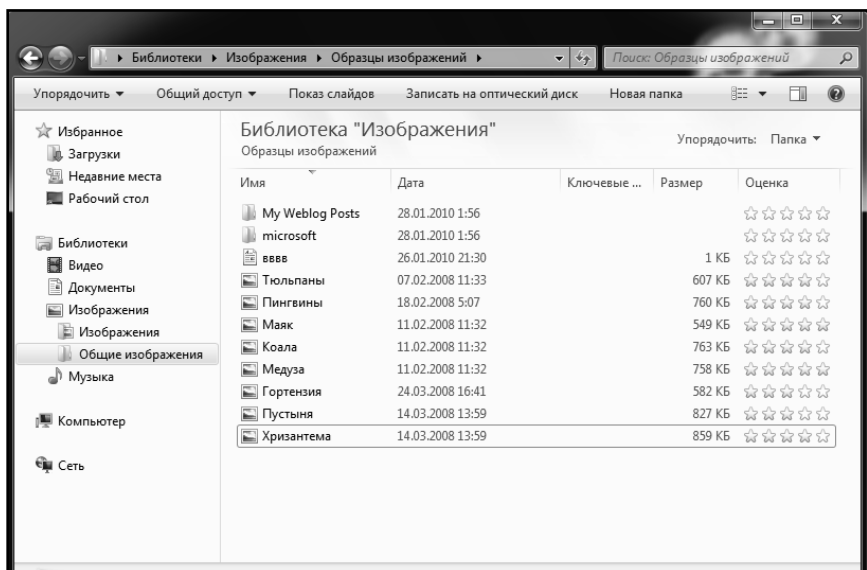 Библиотеки Изображения Образцы изображений Поиск: Образцы изображений
Упорядочить Общий доступ Показ слайдов Записать на оптический диск Новая папка
Избранное
Загрузки
Недавние места
Рабочий стол
Библиотеки
Видео
Документы
Изображения
Изображения
Общие изображения
Музыка
Компьютер
Сеть
Библиотека "Изображения"
Образцы изображений
Упорядочить: Папка
Имя Дата Ключевые ... Размер Оценка
My Weblog Posts 28.01.2010 1:56
microsoft 28.01.2010 1:56
вввв 26.01.2010 21:30 1 КБ
Тюльпаны 07.02.2008 11:33 607 КБ
Пингвины 18.02.2008 5:07 760 КБ
Маяк 11.02.2008 11:32 549 КБ
Коала 11.02.2008 11:32 763 КБ
Медуза 11.02.2008 11:32 758 КБ
Гортензия 24.03.2008 16:41 582 КБ
Пустыня 14.03.2008 13:59 827 КБ
Хризантема 14.03.2008 13:59 859 КБ